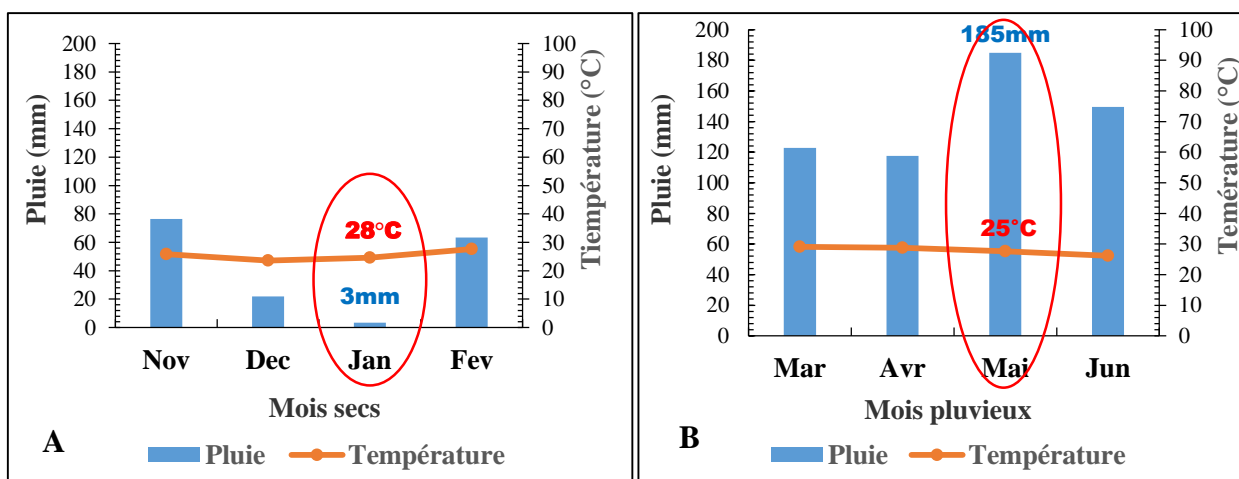 200
180
160
140
120
100
80
60
40
20
0
Pluie (mm)
100
90
80
70
60
50
40
30
20
10
0
Tiempérature (°C)
28°C
3mm
Nov Dec Jan Fev
Mois secs
A
Pluie Température
200
180
160
140
120
100
80
60
40
20
0
Pluie (mm)
100
90
80
70
60
50
40
30
20
10
0
Temérature (°C)
185mm
25°C
Mar Avr Mai Jun
Mois pluvieux
B
Pluie Température